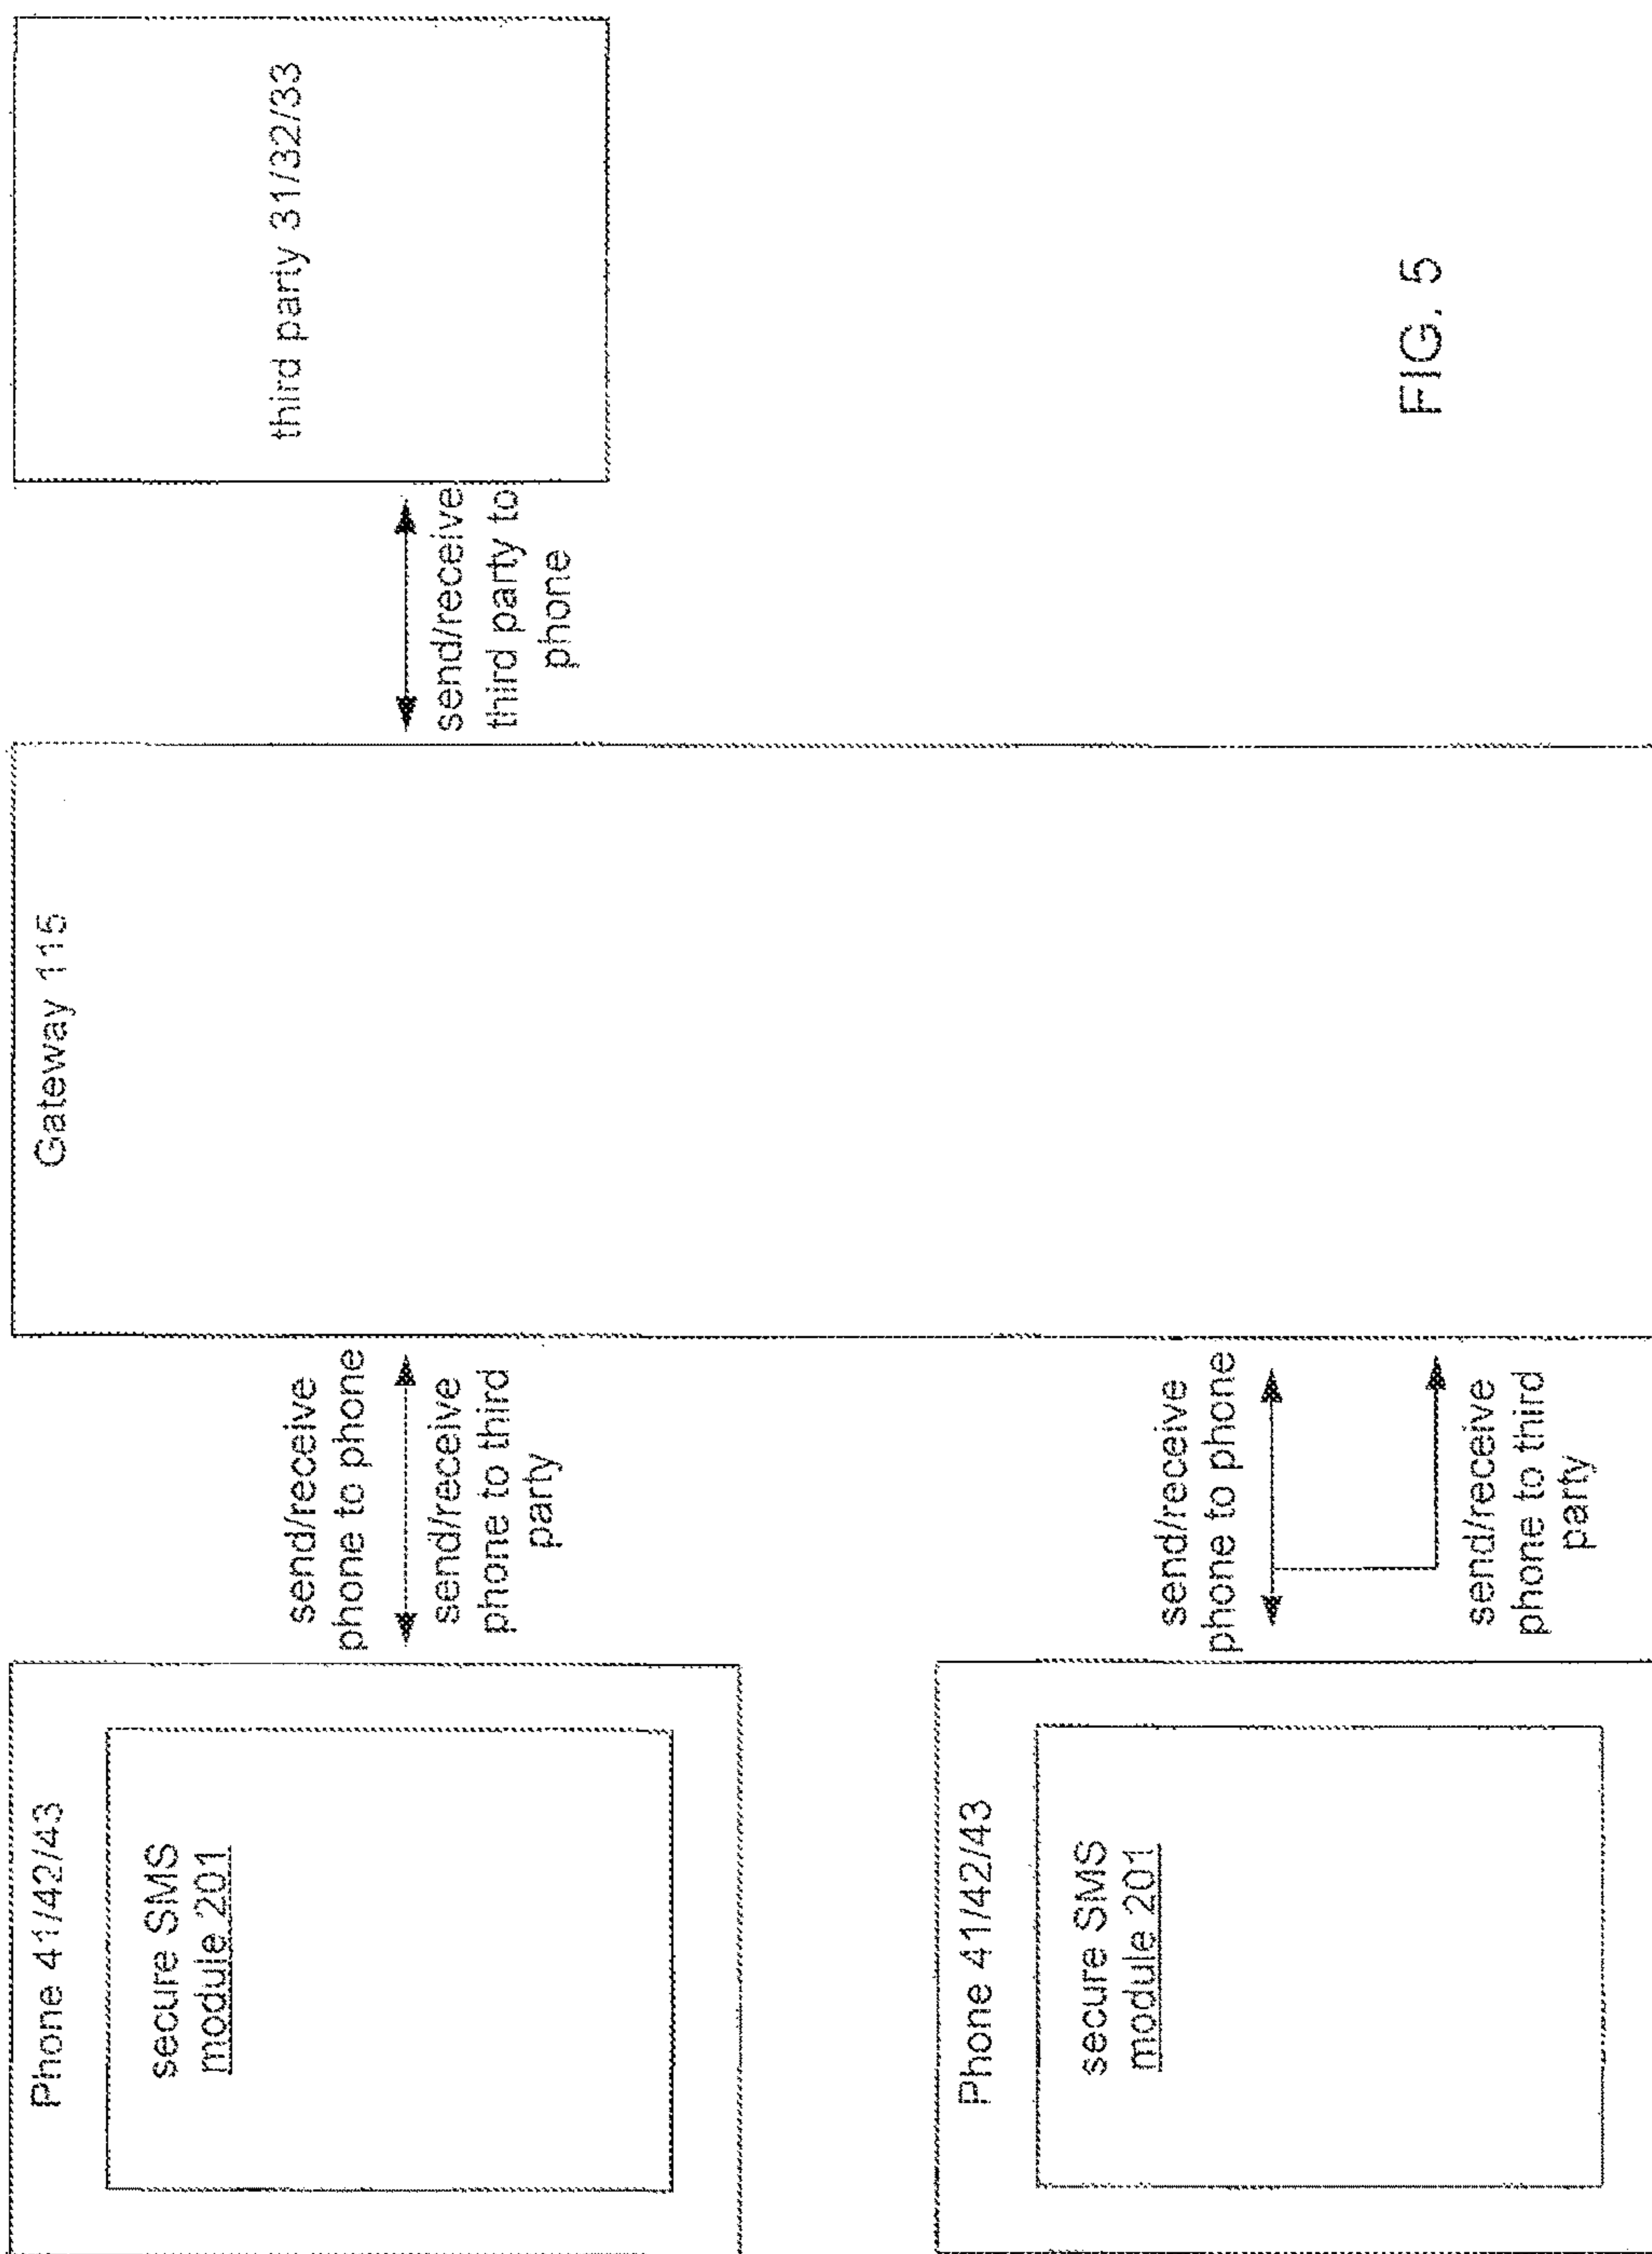 Phone 41/42/43
secure SMS
module 201
send/receive
phone to phone
send/receive
phone to third
party
Gateway 115
send/receive
third party to
phone
third party 31/32/33
Phone 41/42/43
secure SMS
module 201
send/receive
phone to phone
send/receive
phone to third
party
FIG. 5